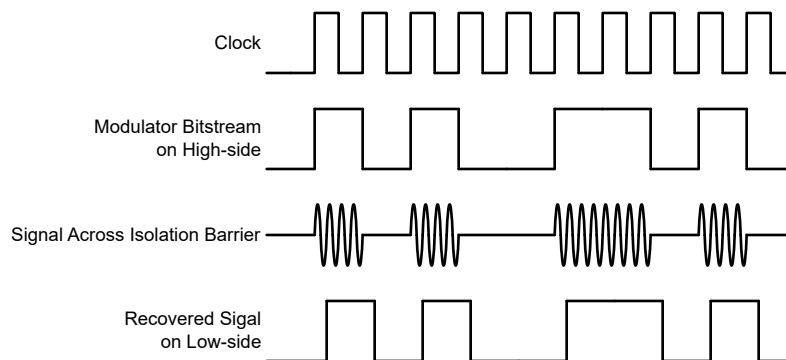 Clock
Modulator Bitstream
on High-side
Signal Across Isolation Barrier
Recovered Sigal
on Low-side